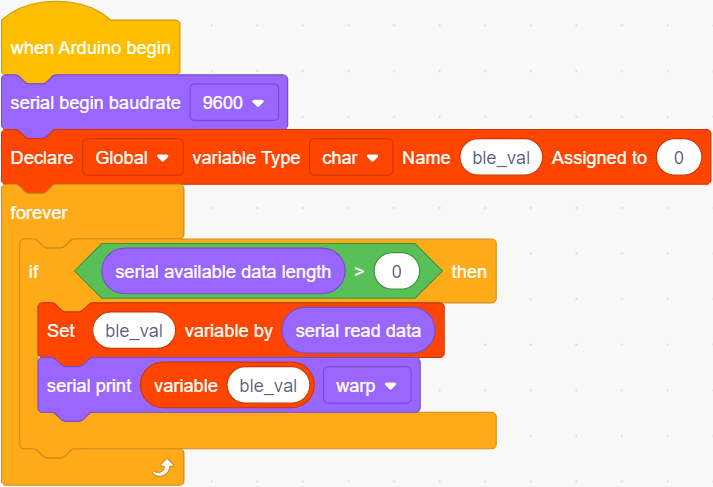 when Arduino begin
serial begin baudrate 9600
Declare Global variable Type char Name ble_val Assigned to 0
forever
if serial available data length > 0 then
Set ble_val variable by serial read data
serial print variable ble_val warp